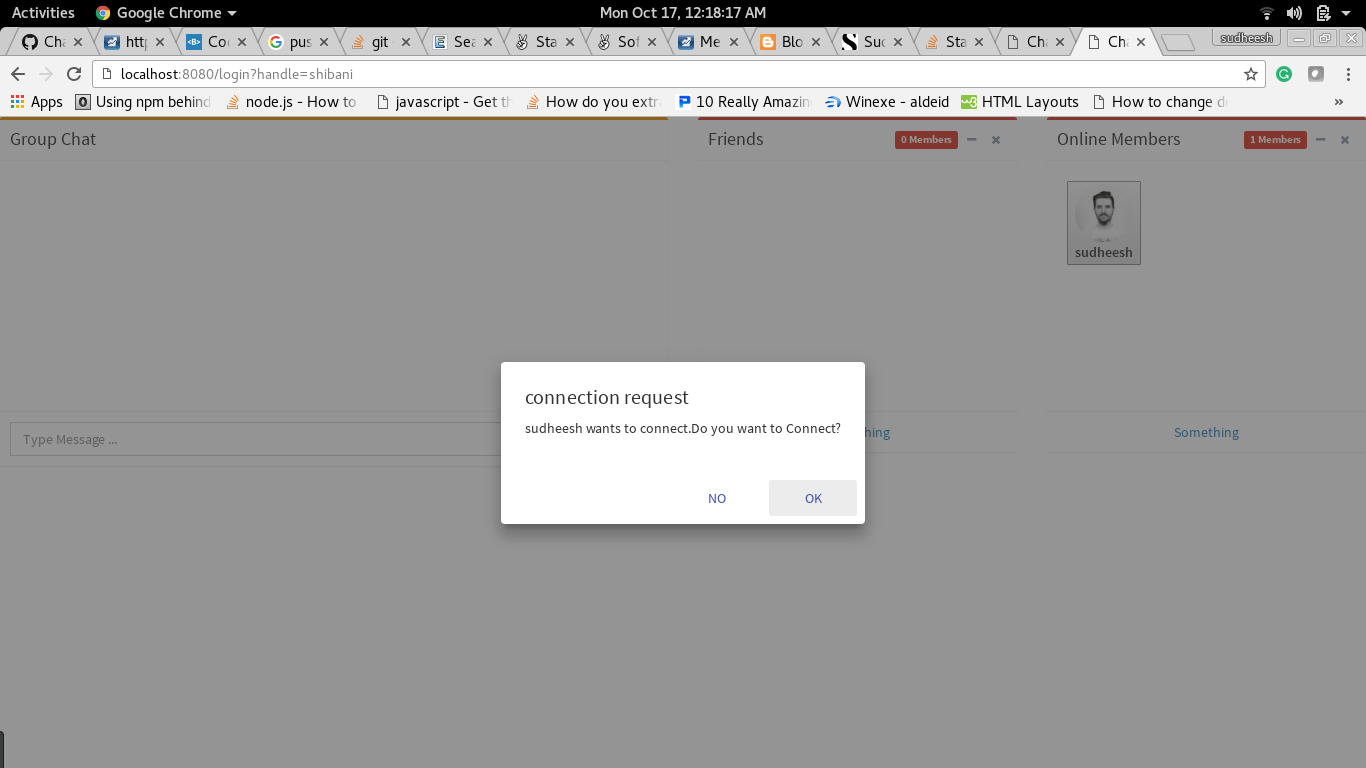 Activities Google Chrome Mon Oct 17, 12:18:17 AM
Cha http Co pus git - Sea Sta Sof Me Blo Suc Sta Cha Cha sudheesh
localhost:8080/login?handle=shibani
Apps Using npm behind node.js - How to javascript - Get th How do you extra 10 Really Amazin Winexe - aldeid HTML Layouts How to change d »
Group Chat Friends 0 Members Online Members 1 Members
sudheesh
connection request
sudheesh wants to connect.Do you want to Connect?
Type Message ... hing Something
NO OK